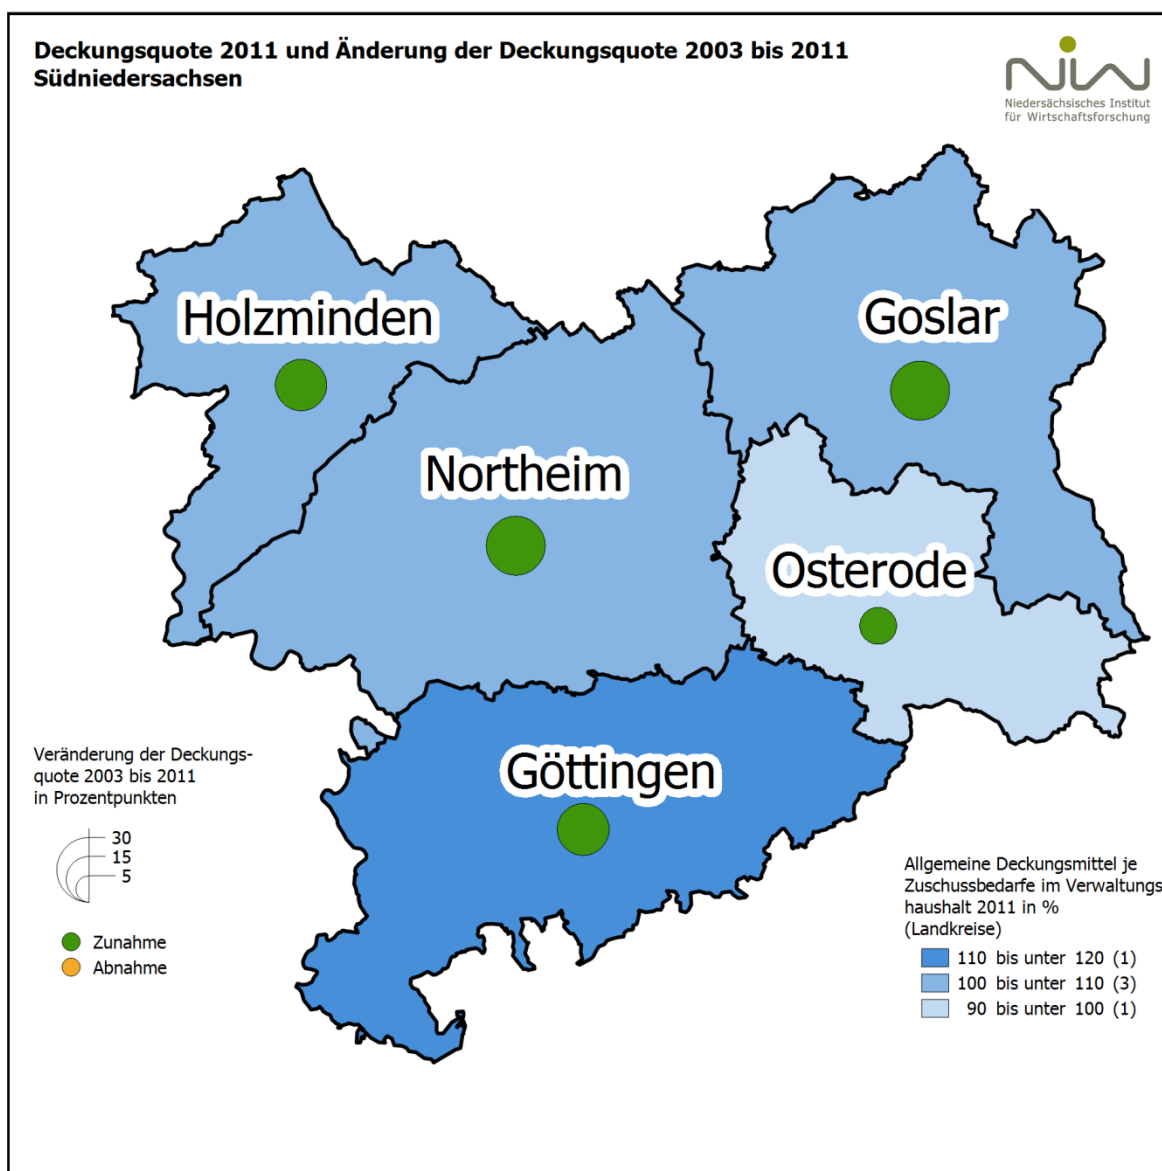 Deckungsquote 2011 und Änderung der Deckungsquote 2003 bis 2011
Südniedersachsen
NIW
Niedersächsisches Institut
für Wirtschaftsforschung
Holzminden
Goslar
Northeim
Osterode
Göttingen
Veränderung der Deckungs-
quote 2003 bis 2011
in Prozentpunkten
30
15
5
Zunahme
Abnahme
Allgemeine Deckungsmittel je
Zuschussbedarfe im Verwaltungs
haushalt 2011 in %
(Landkreise)
110 bis unter 120 (1)
100 bis unter 110 (3)
90 bis unter 100 (1)